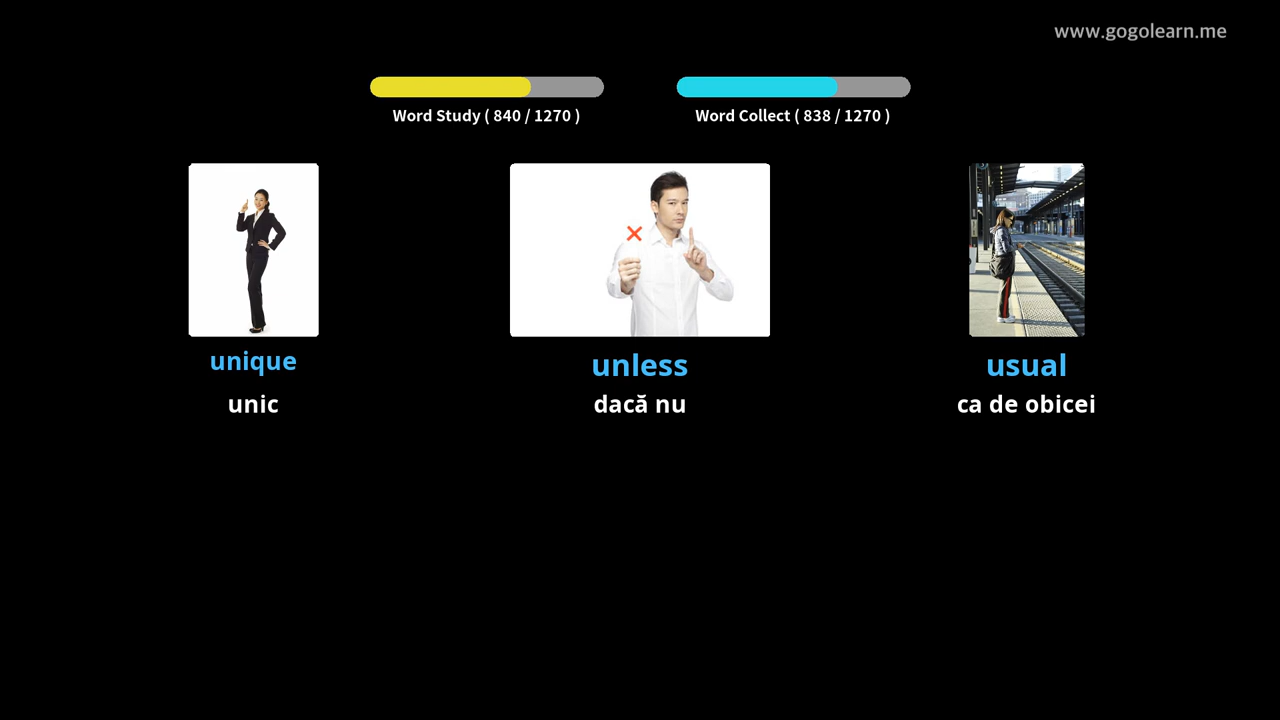 www.gogolearn.me
Word Study ( 840 / 1270 )
Word Collect ( 838 / 1270 )
unique
unless
usual
unic
dacă nu
ca de obicei